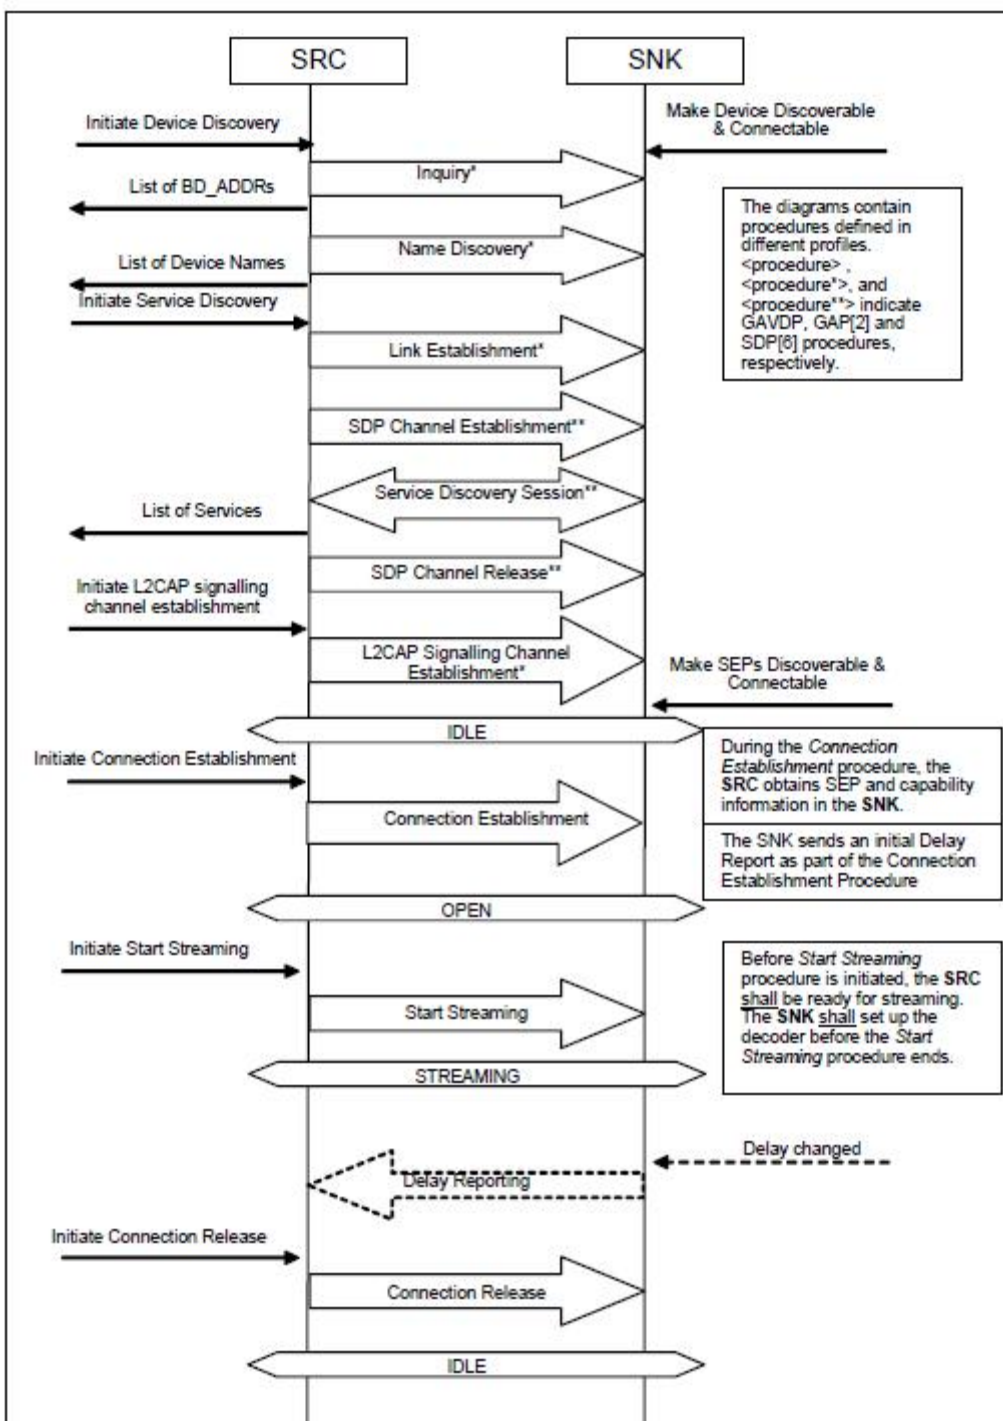 SRC
SNK
Initiate Device Discovery
Make Device Discoverable
& Connectable
Inquiry*
List of BD_ADDRs
Name Discovery*
List of Device Names
The diagrams contain
procedures defined in
different profiles.
<procedure> ,
<procedure*>, and
<procedure**> indicate
GAVDP, GAP[2] and
SDP[6] procedures,
respectively.
Initiate Service Discovery
Link Establishment*
SDP Channel Establishment**
Service Discovery Session**
List of Services
SDP Channel Release**
Initiate L2CAP signalling
channel establishment
L2CAP Signalling Channel
Establishment*
Make SEPs Discoverable &
Connectable
IDLE
Initiate Connection Establishment
During the Connection
Establishment procedure, the
SRC obtains SEP and capability
information in the SNK.
Connection Establishment
The SNK sends an initial Delay
Report as part of the Connection
Establishment Procedure
OPEN
Initiate Start Streaming
Before Start Streaming
procedure is initiated, the SRC
shall be ready for streaming.
The SNK shall set up the
decoder before the Start
Streaming procedure ends.
Start Streaming
STREAMING
Delay changed
Delay Reporting
Initiate Connection Release
Connection Release
IDLE